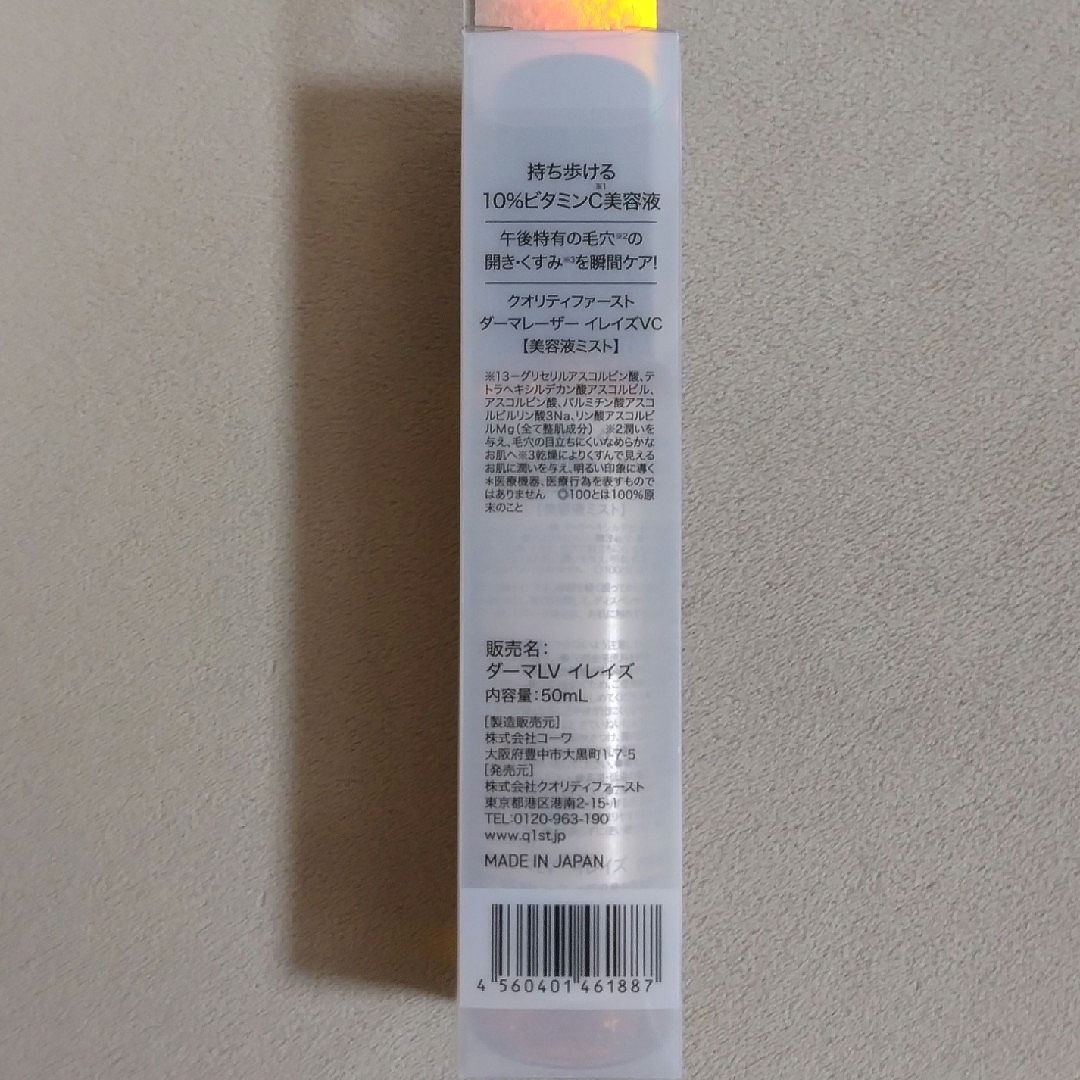 持ち歩ける
10%ビタミンC※1美容液
午後特有の毛穴※2の
開き・くすみ※3を瞬間ケア!
クオリティファースト
ダーマレーザー イレイズVC
【美容液ミスト】
※13-グリセリルアスコルビン酸、テ
トラヘキシルデカン酸アスコルビル、
アスコルビン酸、パルミチン酸アスコ
ルビルリン酸3Na、リン酸アスコルビ
ルMg(全て整肌成分) ※2潤いを
与え、毛穴の目立ちにくいなめらかな
お肌へ※3乾燥によりくすんで見える
お肌に潤いを与え、明るい印象に導く
*医療機器、医療行為を表すもので
はありません ◎100とは100%原
末のこと
販売名:
ダーマLV イレイズ
内容量:50mL
[製造販売元]
株式会社コーワ
大阪府豊中市大黒町1-7-5
[発売元]
株式会社クオリティファースト
東京都港区港南2-15-1
TEL:0120-963-190
www.q1st.jp
MADE IN JAPAN
4 560401 461887